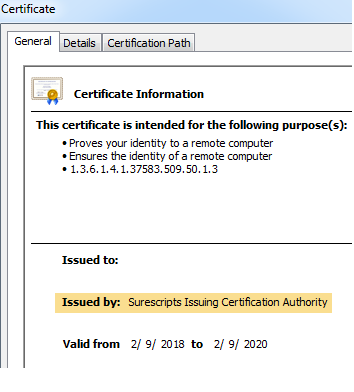 Certificate
General Details Certification Path
Certificate Information
This certificate is intended for the following purpose(s):
• Proves your identity to a remote computer
• Ensures the identity of a remote computer
• 1.3.6.1.4.1.37583.509.50.1.3
Issued to:
Issued by: Surescripts Issuing Certification Authority
Valid from 2/ 9/ 2018 to 2/ 9/ 2020